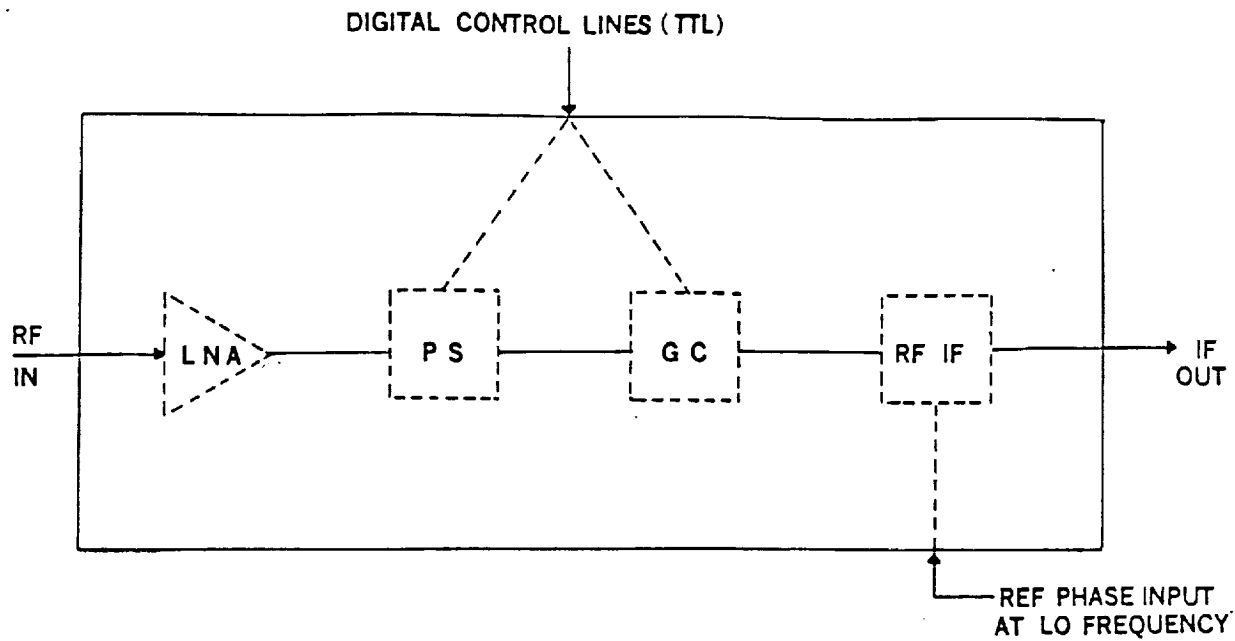 DIGITAL CONTROL LINES (TTL)
RF
IN
LNA
PS
GC
RF IF
IF
OUT
REF PHASE INPUT
AT LO FREQUENCY